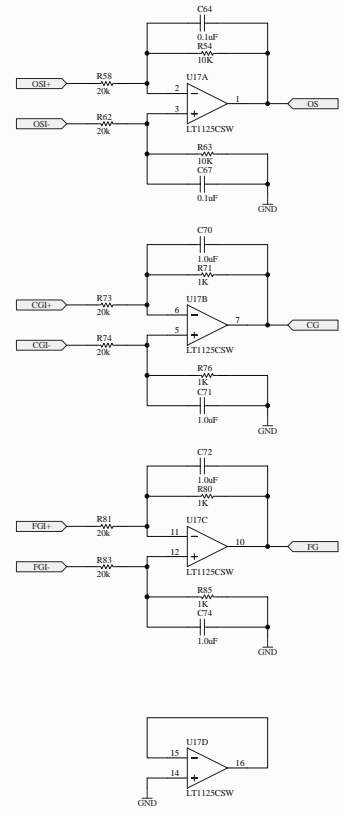 C64
0.1uF
R54
10K
OSI+
R58
20k
U17A
2
3
1
OS
OSI-
R62
20k
LT1125CSW
R63
10K
C67
0.1uF
GND
C70
1.0uF
R71
1K
CGI+
R73
20k
U17B
6
5
7
CG
CGI-
R74
20k
LT1125CSW
R76
1K
C71
1.0uF
GND
C72
1.0uF
R80
1K
FGI+
R81
20k
U17C
11
12
10
FG
FGI-
R83
20k
LT1125CSW
R85
1K
C74
1.0uF
GND
U17D
15
14
16
LT1125CSW
GND